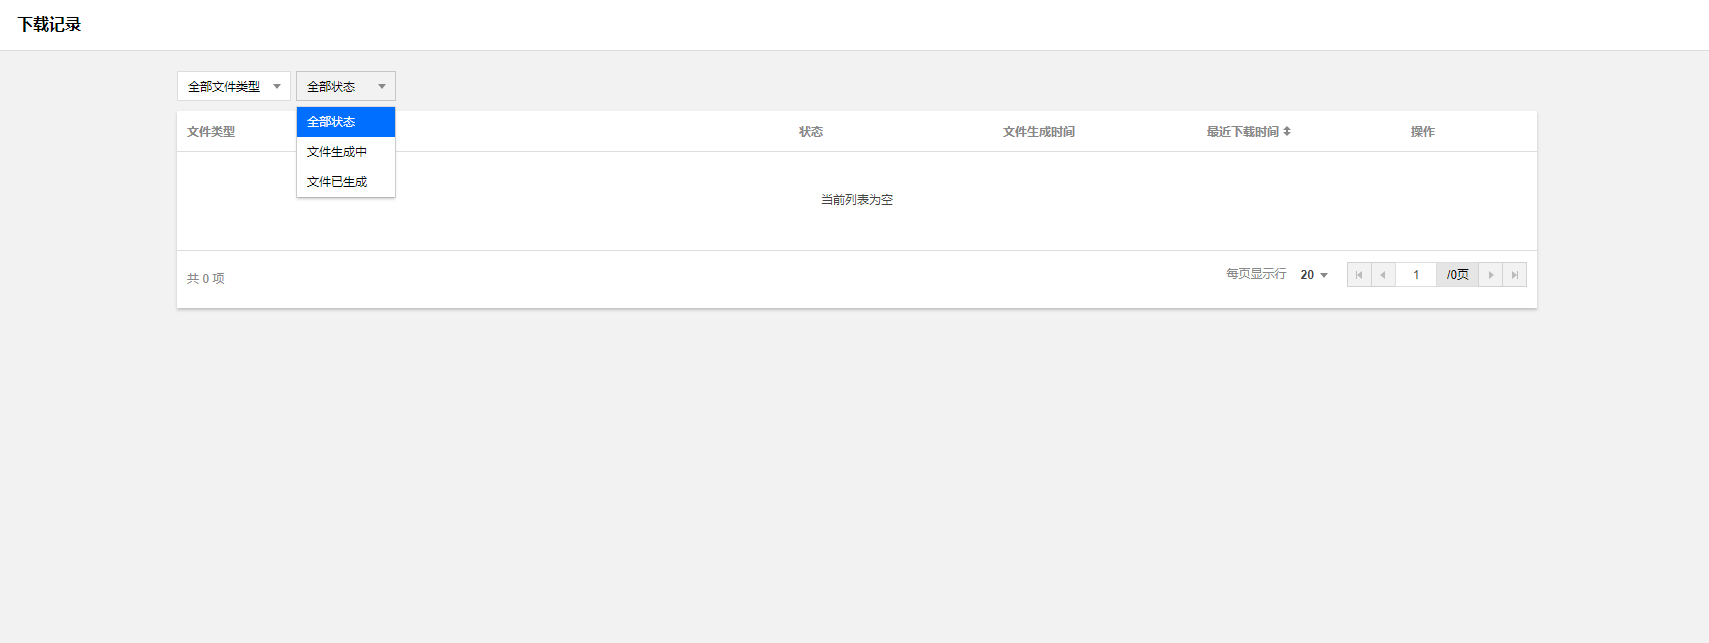 下载记录
全部文件类型 全部状态
全部状态
文件生成中
文件已生成
文件类型 状态 文件生成时间 最近下载时间 操作
当前列表为空
共 0 项 每页显示行 20 1 /0页